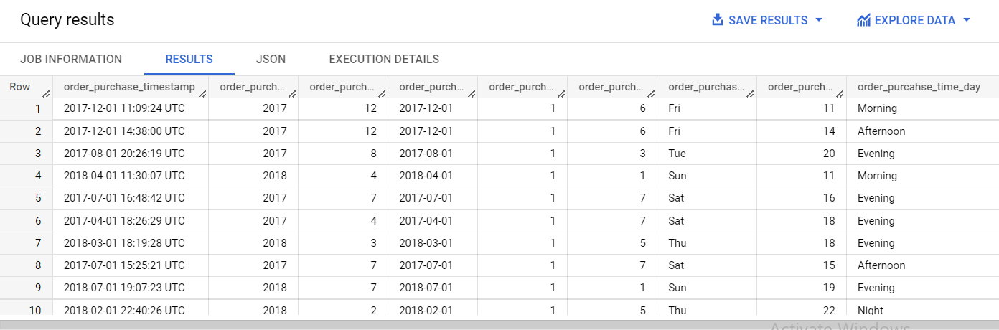 Query results SAVE RESULTS EXPLORE DATA
JOB INFORMATION RESULTS JSON EXECUTION DETAILS
Row order_purchase_timestamp order_purch... order_purch... order_purch... order_purch... order_purch... order_purchas... order_purch... order_purcahse_time_day
1 2017-12-01 11:09:24 UTC 2017 12 2017-12-01 1 6 Fri 11 Morning
2 2017-12-01 14:38:00 UTC 2017 12 2017-12-01 1 6 Fri 14 Afternoon
3 2017-08-01 20:26:19 UTC 2017 8 2017-08-01 1 3 Tue 20 Evening
4 2018-04-01 11:30:07 UTC 2018 4 2018-04-01 1 1 Sun 11 Morning
5 2017-07-01 16:48:42 UTC 2017 7 2017-07-01 1 7 Sat 16 Evening
6 2017-04-01 18:26:29 UTC 2017 4 2017-04-01 1 7 Sat 18 Evening
7 2018-03-01 18:19:28 UTC 2018 3 2018-03-01 1 5 Thu 18 Evening
8 2017-07-01 15:25:21 UTC 2017 7 2017-07-01 1 7 Sat 15 Afternoon
9 2018-07-01 19:07:23 UTC 2018 7 2018-07-01 1 1 Sun 19 Evening
10 2018-02-01 22:40:26 UTC 2018 2 2018-02-01 1 5 Thu 22 Night
Activate Windows